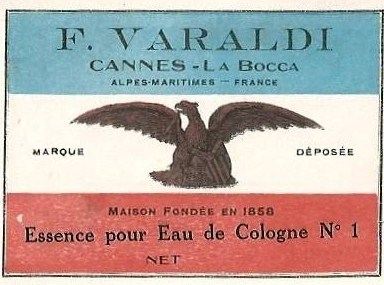 F. VARALDI
CANNES - LA BOCCA
ALPES-MARITIMES — FRANCE
MARQUE DÉPOSÉE
MAISON FONDÉE EN 1858
Essence pour Eau de Cologne N° 1
NET